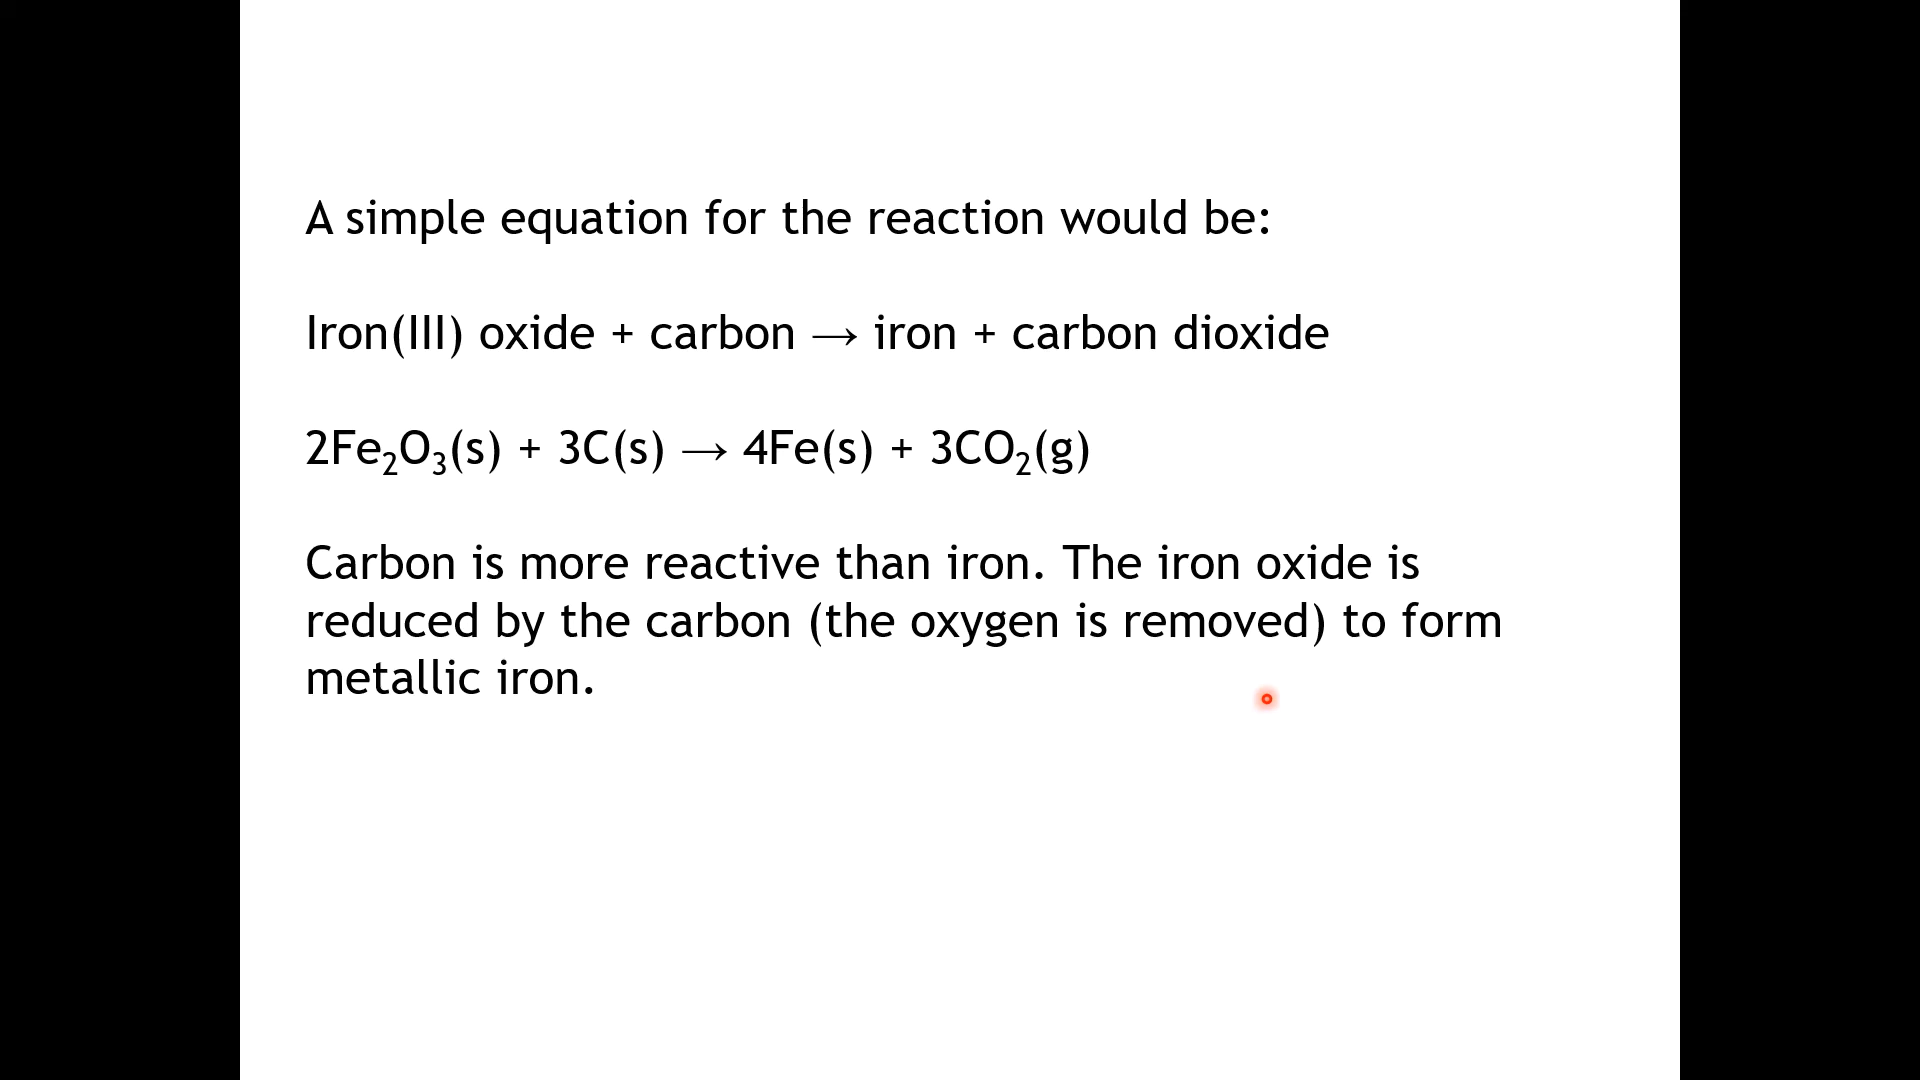 A simple equation for the reaction would be:
Iron(III) oxide + carbon → iron + carbon dioxide
2Fe₂O₃(s) + 3C(s) → 4Fe(s) + 3CO₂(g)
Carbon is more reactive than iron. The iron oxide is
reduced by the carbon (the oxygen is removed) to form
metallic iron.